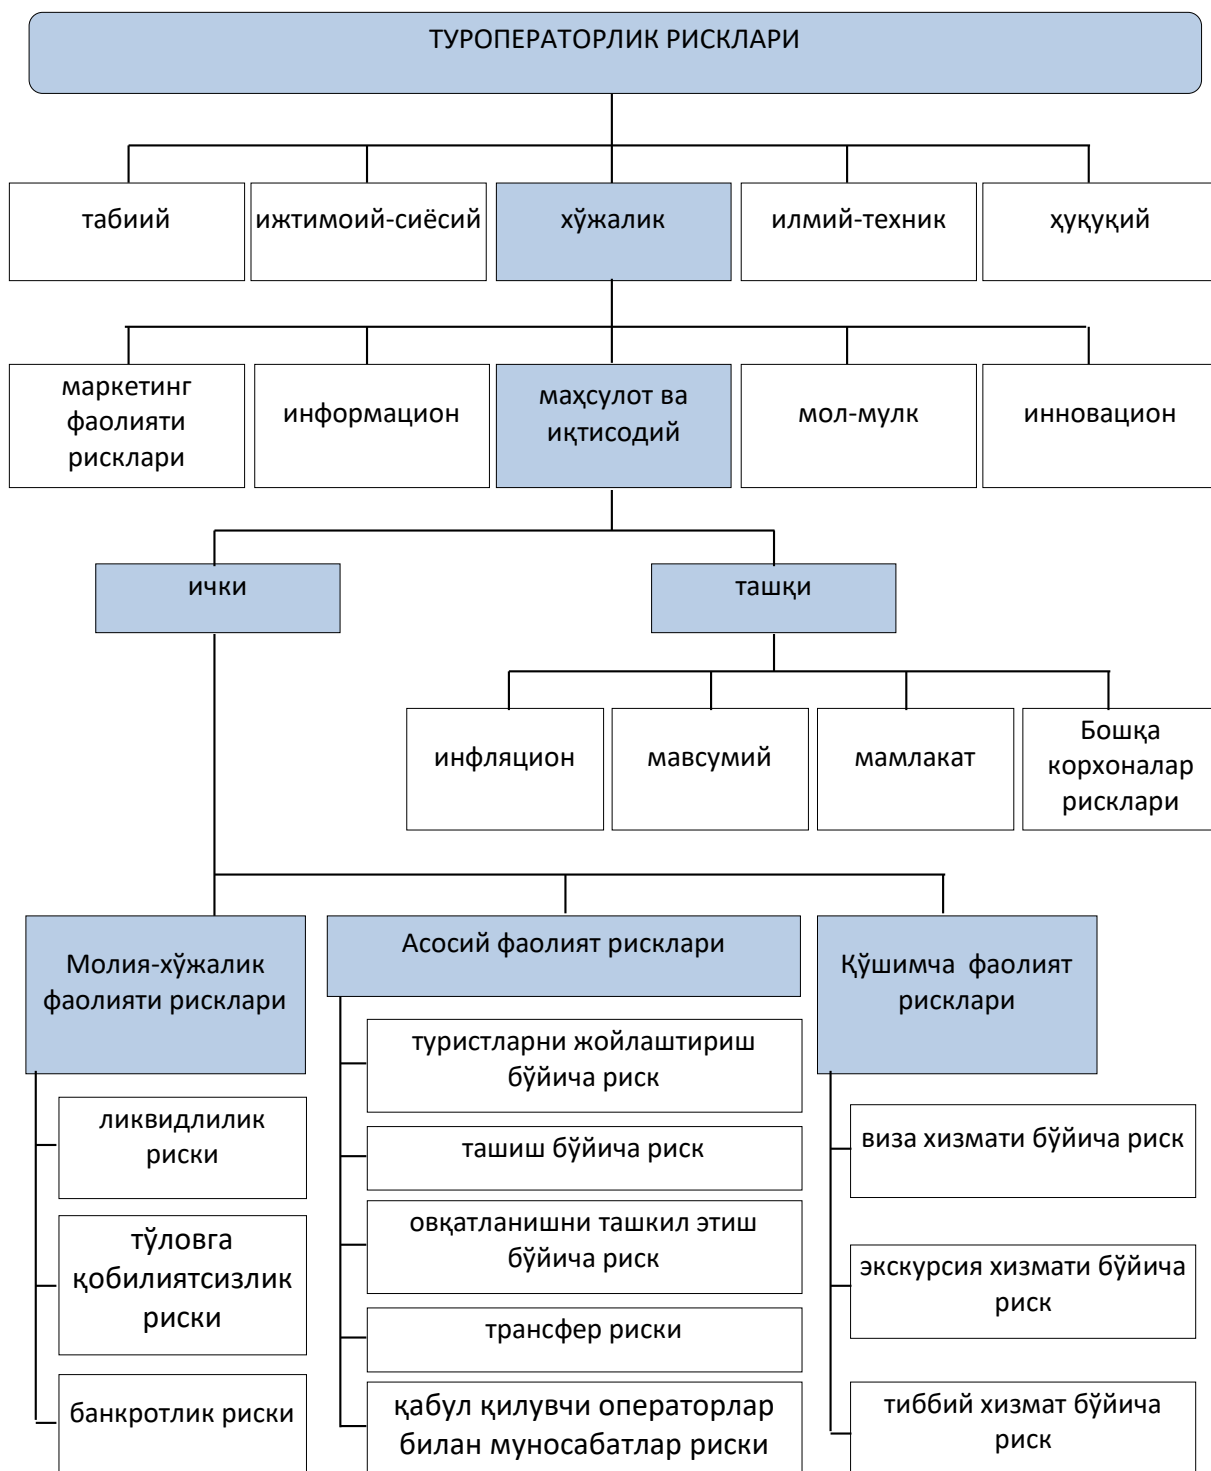 ТУРОПЕРАТОРЛИК РИСКЛАРИ
табиий
ижтимоий-сиёсий
хўжалик
илмий-техник
ҳуқуқий
маркетинг
фаолияти
рисклари
информацион
маҳсулот ва
иқтисодий
мол-мулк
инновацион
ички
ташқи
инфляцион
мавсумий
мамлакат
Бошқа
корхоналар
рисклари
Молия-хўжалик
фаолияти рисклари
Асосий фаолият рисклари
Қўшимча фаолият
рисклари
ликвидлилик
риски
тўловга
қобилиятсизлик
риски
банкротлик риски
туристларни жойлаштириш
бўйича риск
ташиш бўйича риск
овқатланишни ташкил этиш
бўйича риск
трансфер риски
қабул қилувчи операторлар
билан муносабатлар риски
виза хизмати бўйича риск
экскурсия хизмати бўйича
риск
тиббий хизмат бўйича
риск